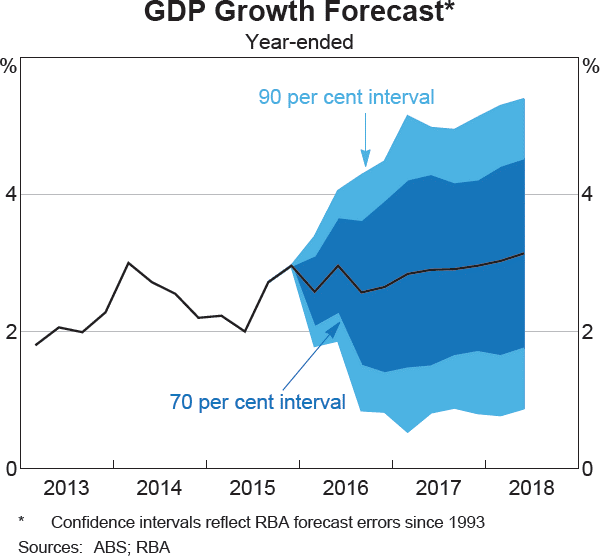 GDP Growth Forecast*
Year-ended
% %
90 per cent interval
4 4
2 2
70 per cent interval
0 0
2013 2014 2015 2016 2017 2018
* Confidence intervals reflect RBA forecast errors since 1993
Sources: ABS; RBA